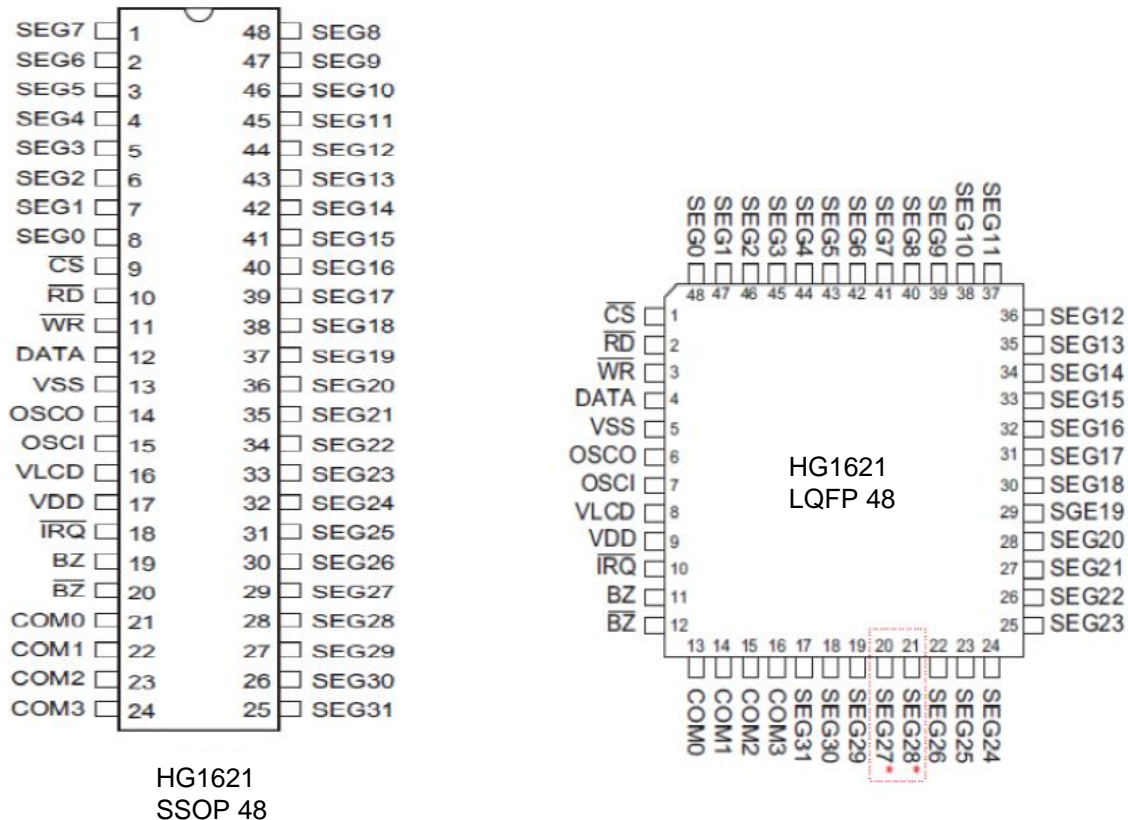 SEG7 1 48 SEG8
SEG6 2 47 SEG9
SEG5 3 46 SEG10
SEG4 4 45 SEG11
SEG3 5 44 SEG12
SEG2 6 43 SEG13
SEG1 7 42 SEG14
SEG0 8 41 SEG15
CS 9 40 SEG16
RD 10 39 SEG17
WR 11 38 SEG18
DATA 12 37 SEG19
VSS 13 36 SEG20
OSCO 14 35 SEG21
OSCI 15 34 SEG22
VLCD 16 33 SEG23
VDD 17 32 SEG24
IRQ 18 31 SEG25
BZ 19 30 SEG26
BZ 20 29 SEG27
COM0 21 28 SEG28
COM1 22 27 SEG29
COM2 23 26 SEG30
COM3 24 25 SEG31
HG1621
SSOP 48
SEG0 SEG1 SEG2 SEG3 SEG4 SEG5 SEG6 SEG7 SEG8 SEG9 SEG10 SEG11
48 47 46 45 44 43 42 41 40 39 38 37
CS 1 36 SEG12
RD 2 35 SEG13
WR 3 34 SEG14
DATA 4 33 SEG15
VSS 5 32 SEG16
OSCO 6 31 SEG17
OSCI 7 30 SEG18
VLCD 8 29 SGE19
VDD 9 28 SEG20
IRQ 10 27 SEG21
BZ 11 26 SEG22
BZ 12 25 SEG23
HG1621
LQFP 48
13 14 15 16 17 18 19 20 21 22 23 24
COM0 COM1 COM2 COM3 SEG31 SEG30 SEG29 SEG27* SEG28* SEG26 SEG25 SEG24